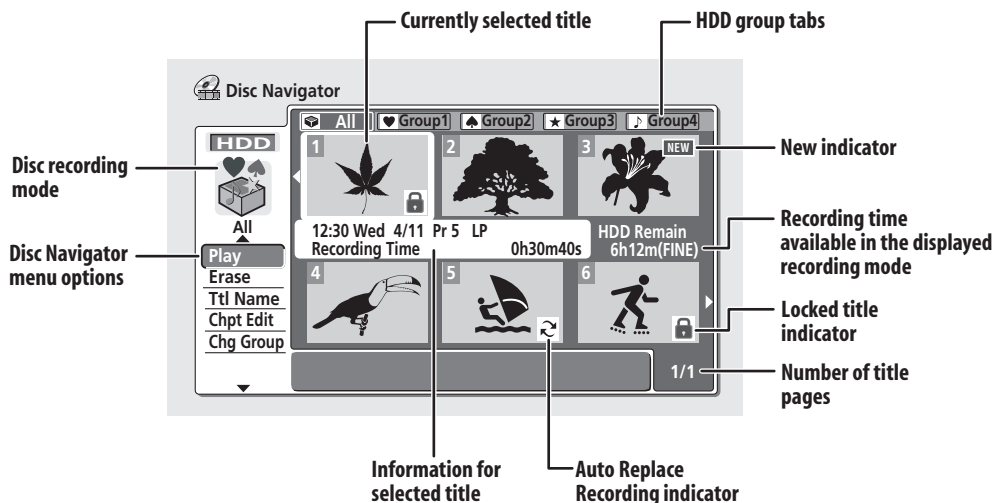 Currently selected title
HDD group tabs
Disc Navigator
All
Group1
Group2
Group3
Group4
HDD
1
2
3
NEW
New indicator
Disc recording
mode
All
12:30 Wed 4/11 Pr 5 LP
Recording Time 0h30m40s
HDD Remain
6h12m(FINE)
Recording time
available in the displayed
recording mode
Disc Navigator
menu options
Play
Erase
Ttl Name
Chpt Edit
Chg Group
4
5
6
Locked title
indicator
1/1
Number of title
pages
Information for
selected title
Auto Replace
Recording indicator